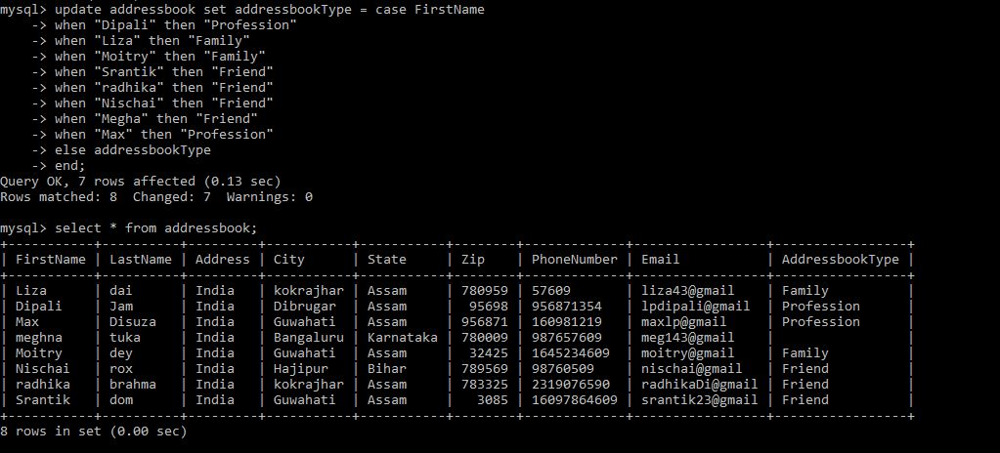 mysql> update addressbook set addressbookType = case FirstName
    -> when "Dipali" then "Profession"
    -> when "Liza" then "Family"
    -> when "Moitry" then "Family"
    -> when "Srantik" then "Friend"
    -> when "radhika" then "Friend"
    -> when "Nischai" then "Friend"
    -> when "Megha" then "Friend"
    -> when "Max" then "Profession"
    -> else addressbookType
    -> end;
Query OK, 7 rows affected (0.13 sec)
Rows matched: 8  Changed: 7  Warnings: 0
mysql> select * from addressbook;
+-----------+----------+---------+-----------+-----------+--------+-------------+-----------------+-----------------+
| FirstName | LastName | Address | City      | State     | Zip    | PhoneNumber | Email           | AddressbookType |
+-----------+----------+---------+-----------+-----------+--------+-------------+-----------------+-----------------+
| Liza      | dai      | India   | kokrajhar | Assam     | 780959 | 57609       | liza43@gmail    | Family          |
| Dipali    | Jam      | India   | Dibrugar  | Assam     |  95698 | 956871354   | lpdipali@gmail  | Profession      |
| Max       | Disuza   | India   | Guwahati  | Assam     | 956871 | 160981219   | maxlp@gmail     | Profession      |
| meghna    | tuka     | India   | Bangaluru | Karnataka | 780009 | 987657609   | meg143@gmail    |                 |
| Moitry    | dey      | India   | Guwahati  | Assam     |  32425 | 1645234609  | moitry@gmail    | Family          |
| Nischai   | rox      | India   | Hajipur   | Bihar     | 789569 | 98760509    | nischai@gmail   | Friend          |
| radhika   | brahma   | India   | kokrajhar | Assam     | 783325 | 2319076590  | radhikaDi@gmail | Friend          |
| Srantik   | dom      | India   | Guwahati  | Assam     |   3085 | 16097864609 | srantik23@gmail | Friend          |
+-----------+----------+---------+-----------+-----------+--------+-------------+-----------------+-----------------+
8 rows in set (0.00 sec)